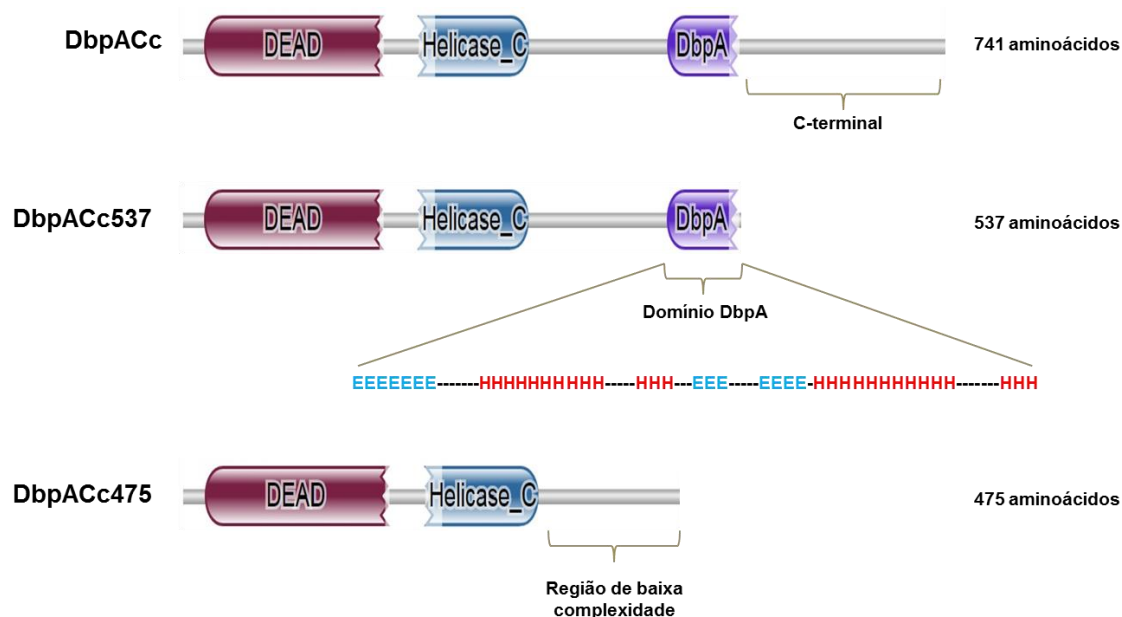 DbpACc
DEAD
Helicase_C
DbpA
741 aminoácidos
C-terminal
DbpACc537
DEAD
Helicase_C
DbpA
537 aminoácidos
Domínio DbpA
EEEEEEE-------HHHHHHHHHHH-----HHH---EEE-----EEEE-HHHHHHHHHHHH-------HHH
DbpACc475
DEAD
Helicase_C
475 aminoácidos
Região de baixa
complexidade